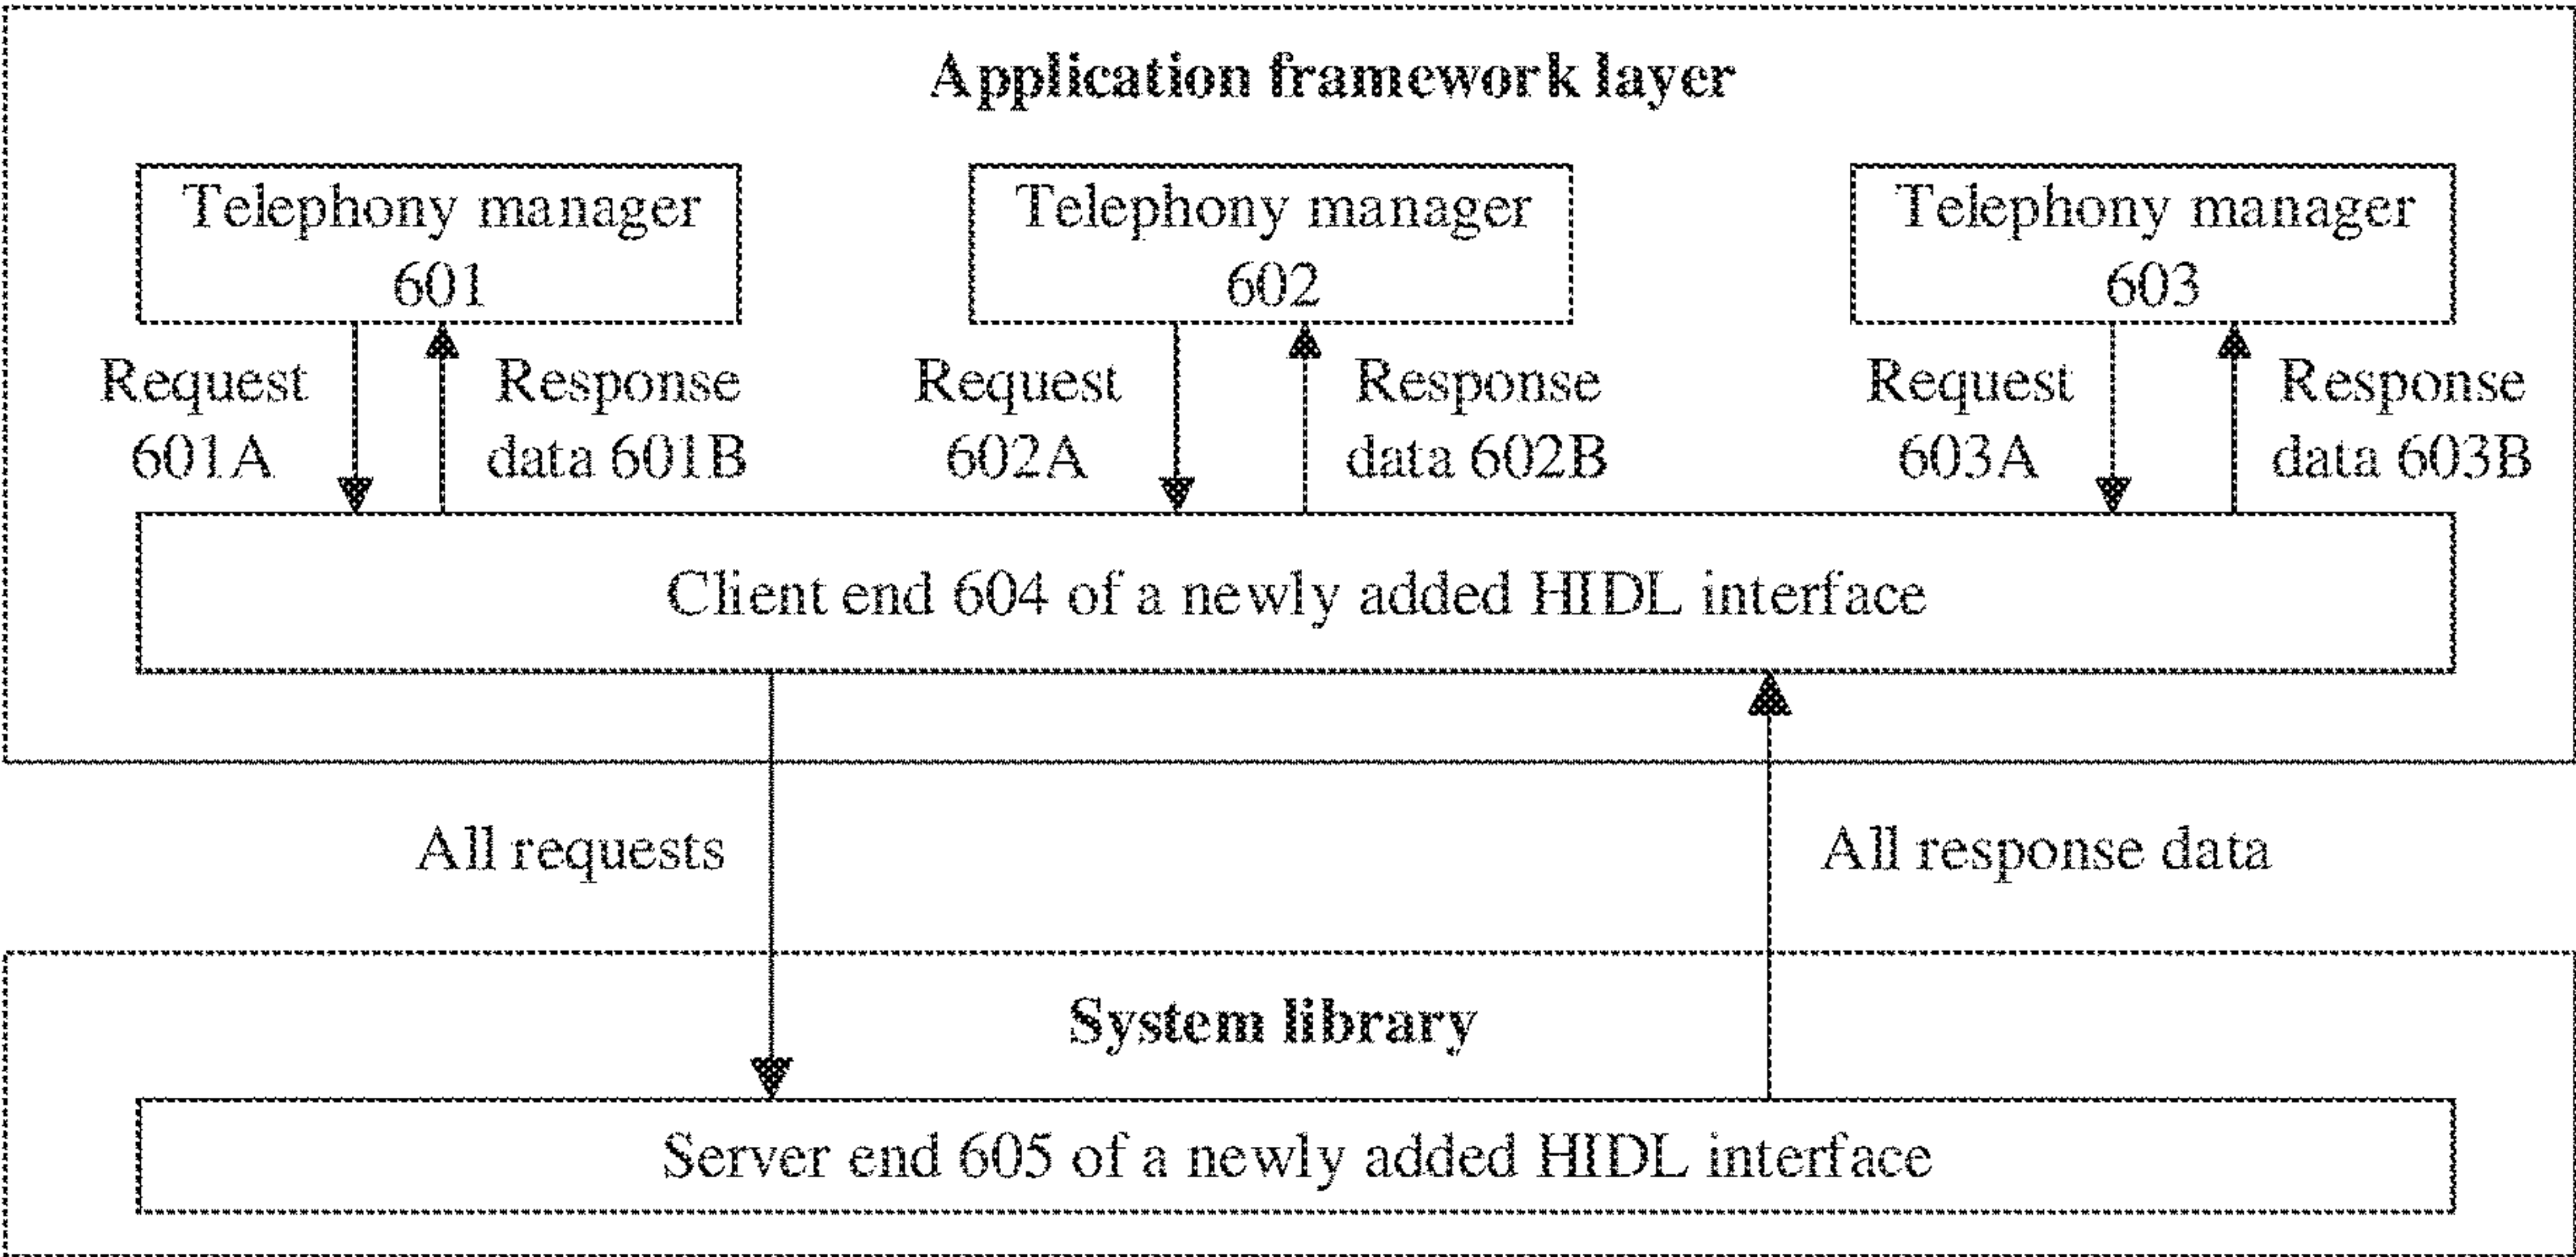 Application framework layer
Telephony manager
601
Telephony manager
602
Telephony manager
603
Request
601A
Response
data 601B
Request
602A
Response
data 602B
Request
603A
Response
data 603B
Client end 604 of a newly added HIDL interface
All requests
All response data
System library
Server end 605 of a newly added HIDL interface